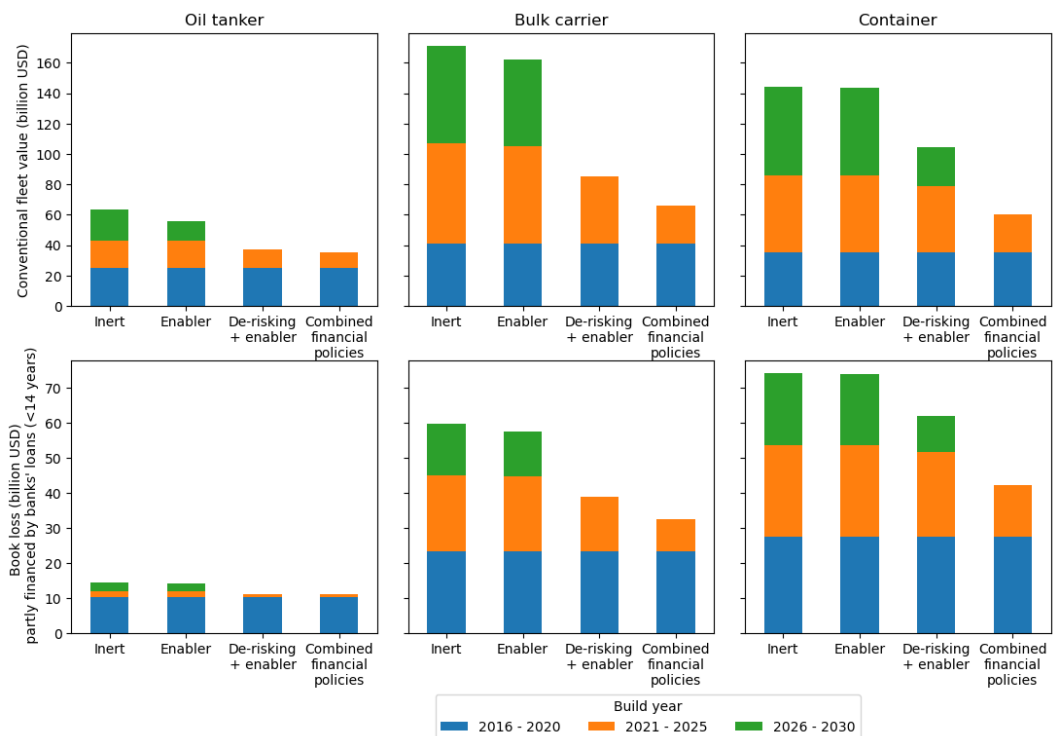 Oil tanker
Bulk carrier
Container
Conventional fleet value (billion USD)
160
140
120
100
80
60
40
20
0
Inert
Enabler
De-risking
+ enabler
Combined
financial
policies
Inert
Enabler
De-risking
+ enabler
Combined
financial
policies
Inert
Enabler
De-risking
+ enabler
Combined
financial
policies
Book loss (billion USD)
partly financed by banks' loans (<14 years)
70
60
50
40
30
20
10
0
Inert
Enabler
De-risking
+ enabler
Combined
financial
policies
Inert
Enabler
De-risking
+ enabler
Combined
financial
policies
Inert
Enabler
De-risking
+ enabler
Combined
financial
policies
Build year
2016 - 2020
2021 - 2025
2026 - 2030